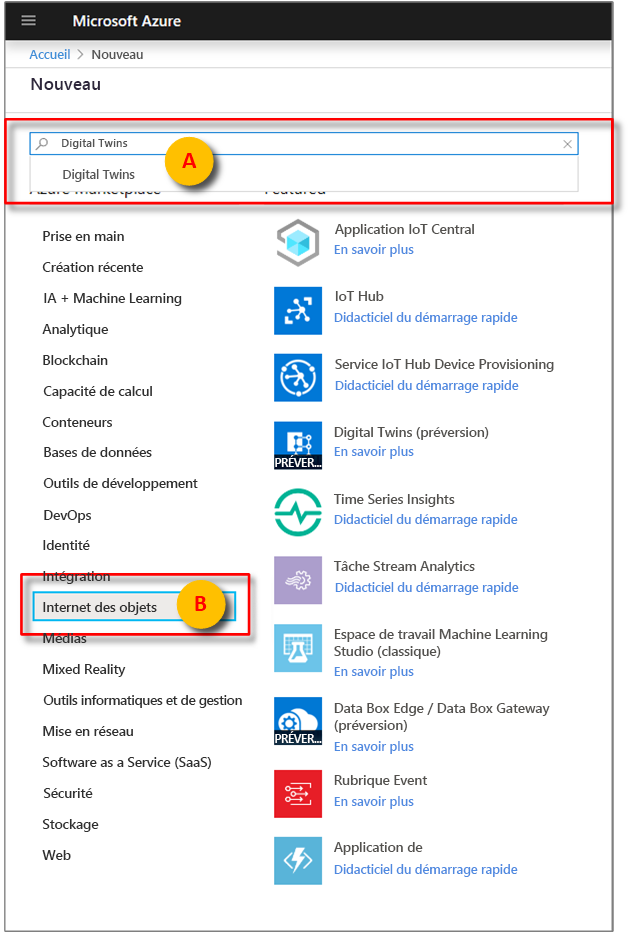 Microsoft Azure
Accueil > Nouveau
Nouveau
Digital Twins
A
Digital Twins
Azure Marketplace
Featured
Prise en main
Création récente
IA + Machine Learning
Analytique
Blockchain
Capacité de calcul
Conteneurs
Bases de données
Outils de développement
DevOps
Identité
Intégration
Internet des objets
B
Médias
Mixed Reality
Outils informatiques et de gestion
Mise en réseau
Software as a Service (SaaS)
Sécurité
Stockage
Web
Application IoT Central
En savoir plus
IoT Hub
Didacticiel du démarrage rapide
Service IoT Hub Device Provisioning
Didacticiel du démarrage rapide
PRÉVER...
Digital Twins (préversion)
En savoir plus
Time Series Insights
Didacticiel du démarrage rapide
Tâche Stream Analytics
Didacticiel du démarrage rapide
Espace de travail Machine Learning
Studio (classique)
En savoir plus
PRÉVER...
Data Box Edge / Data Box Gateway
(préversion)
En savoir plus
Rubrique Event
En savoir plus
Application de
Didacticiel du démarrage rapide